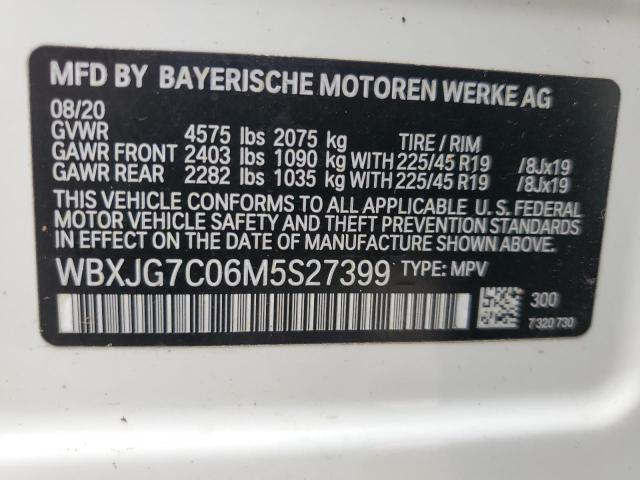 MFD BY BAYERISCHE MOTOREN WERKE AG
08/20
GVWR 4575 lbs 2075 kg TIRE / RIM
GAWR FRONT 2403 lbs 1090 kg WITH 225/45 R19 /8Jx19
GAWR REAR 2282 lbs 1035 kg WITH 225/45 R19 /8Jx19
THIS VEHICLE CONFORMS TO ALL APPLICABLE U. S. FEDERAL
MOTOR VEHICLE SAFETY AND THEFT PREVENTION STANDARDS
IN EFFECT ON THE DATE OF MANUFACTURE SHOWN ABOVE.
WBXJG7C06M5S27399 TYPE: MPV
300
7 320 730